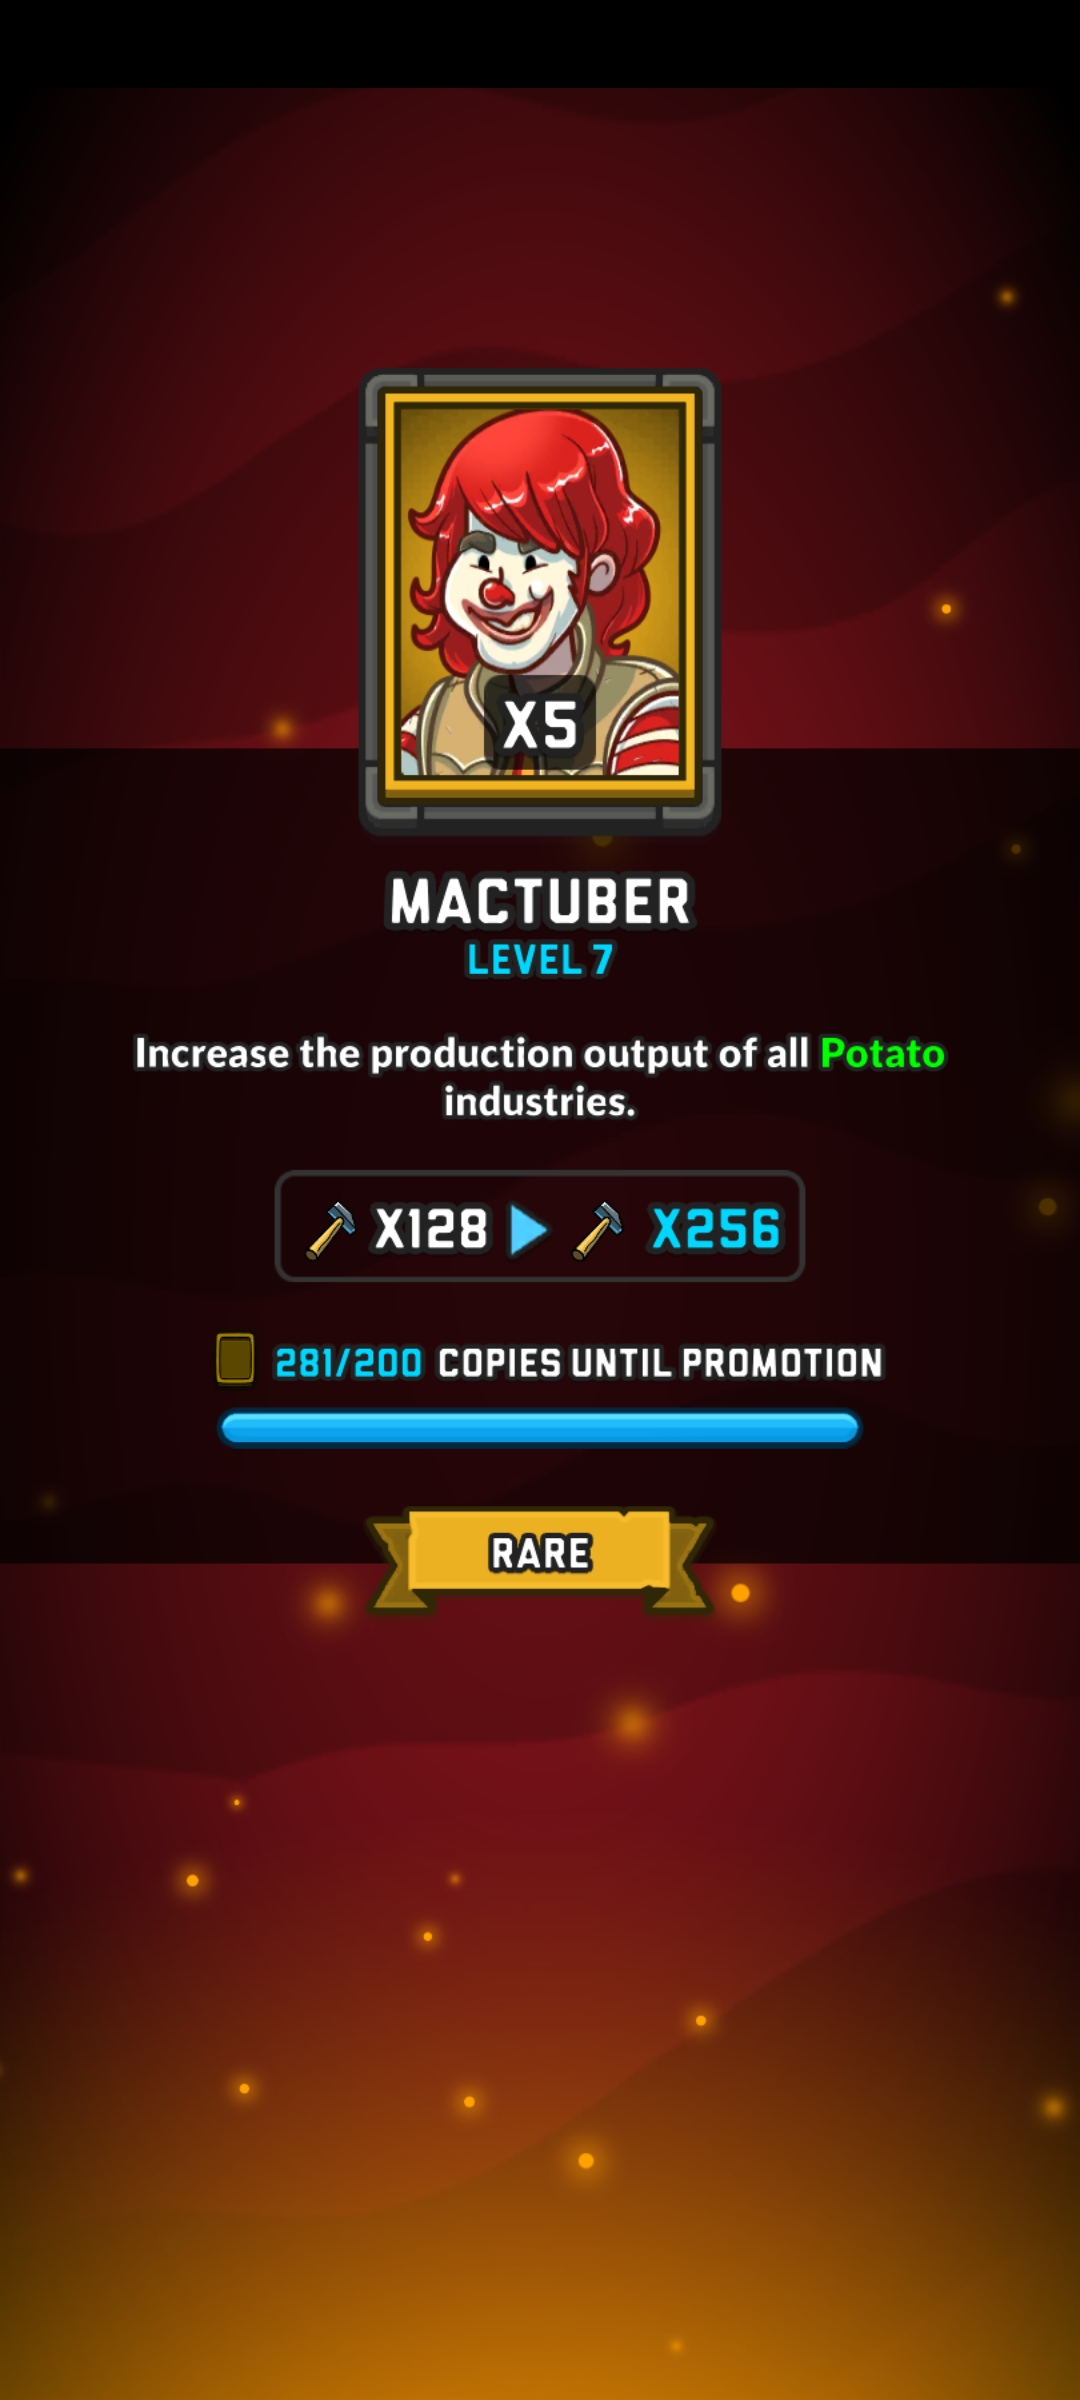 X5
MACTUBER
LEVEL 7
Increase the production output of all Potato
industries.
X128 X256
281/200 COPIES UNTIL PROMOTION
RARE